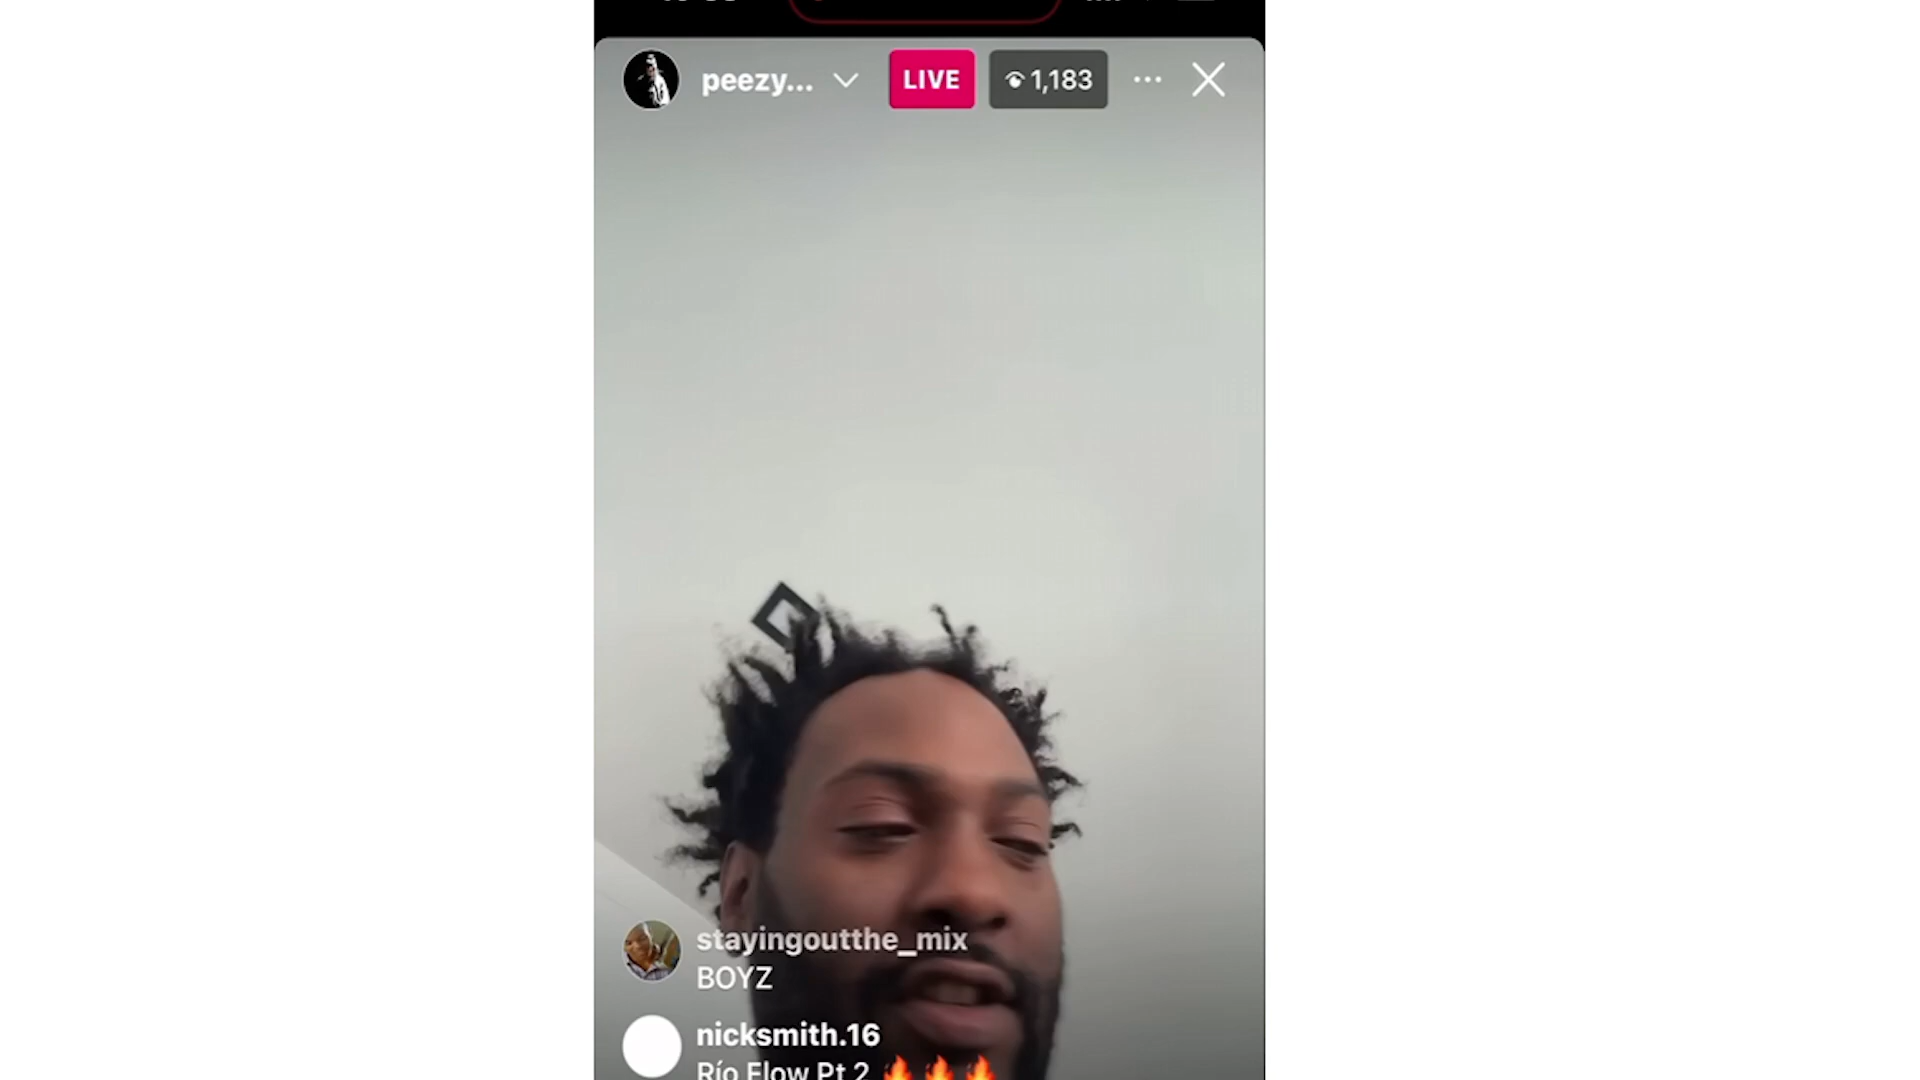 peezy...
LIVE
1,183
stayingoutthe_mix
BOYZ
nicksmith.16
Río Flow Pt 2 🔥🔥🔥